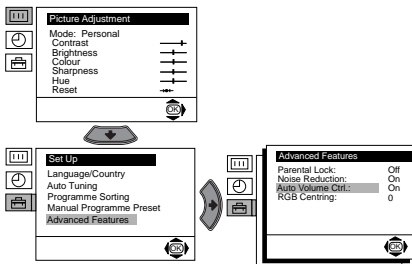 Picture Adjustment
Mode: Personal
Contrast
Brightness
Colour
Sharpness
Hue
Reset
OK
Set Up
Language/Country
Auto Tuning
Programme Sorting
Manual Programme Preset
Advanced Features
OK
Advanced Features
Parental Lock: Off
Noise Reduction: On
Auto Volume Ctrl.: On
RGB Centring: 0
OK